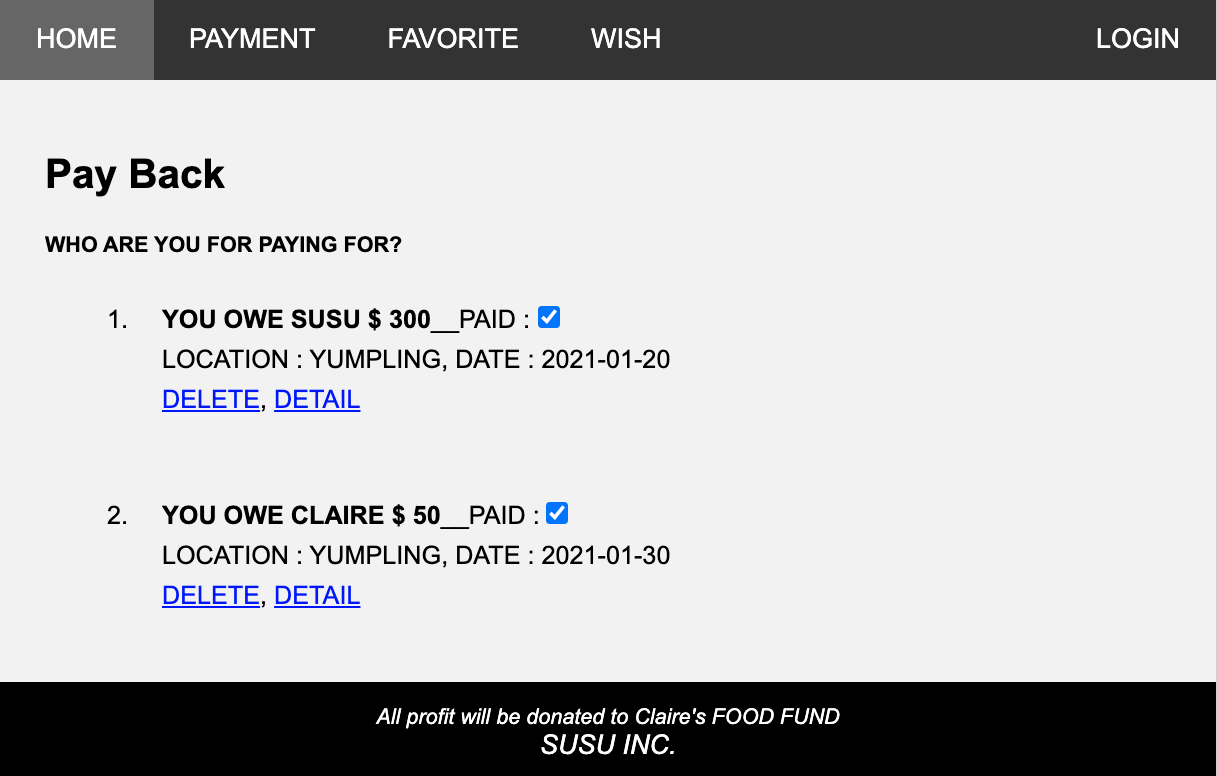 HOME PAYMENT FAVORITE WISH LOGIN
Pay Back
WHO ARE YOU FOR PAYING FOR?
1. YOU OWE SUSU $ 300__PAID :
LOCATION : YUMPLING, DATE : 2021-01-20
DELETE, DETAIL
2. YOU OWE CLAIRE $ 50__PAID :
LOCATION : YUMPLING, DATE : 2021-01-30
DELETE, DETAIL
All profit will be donated to Claire's FOOD FUND
SUSU INC.